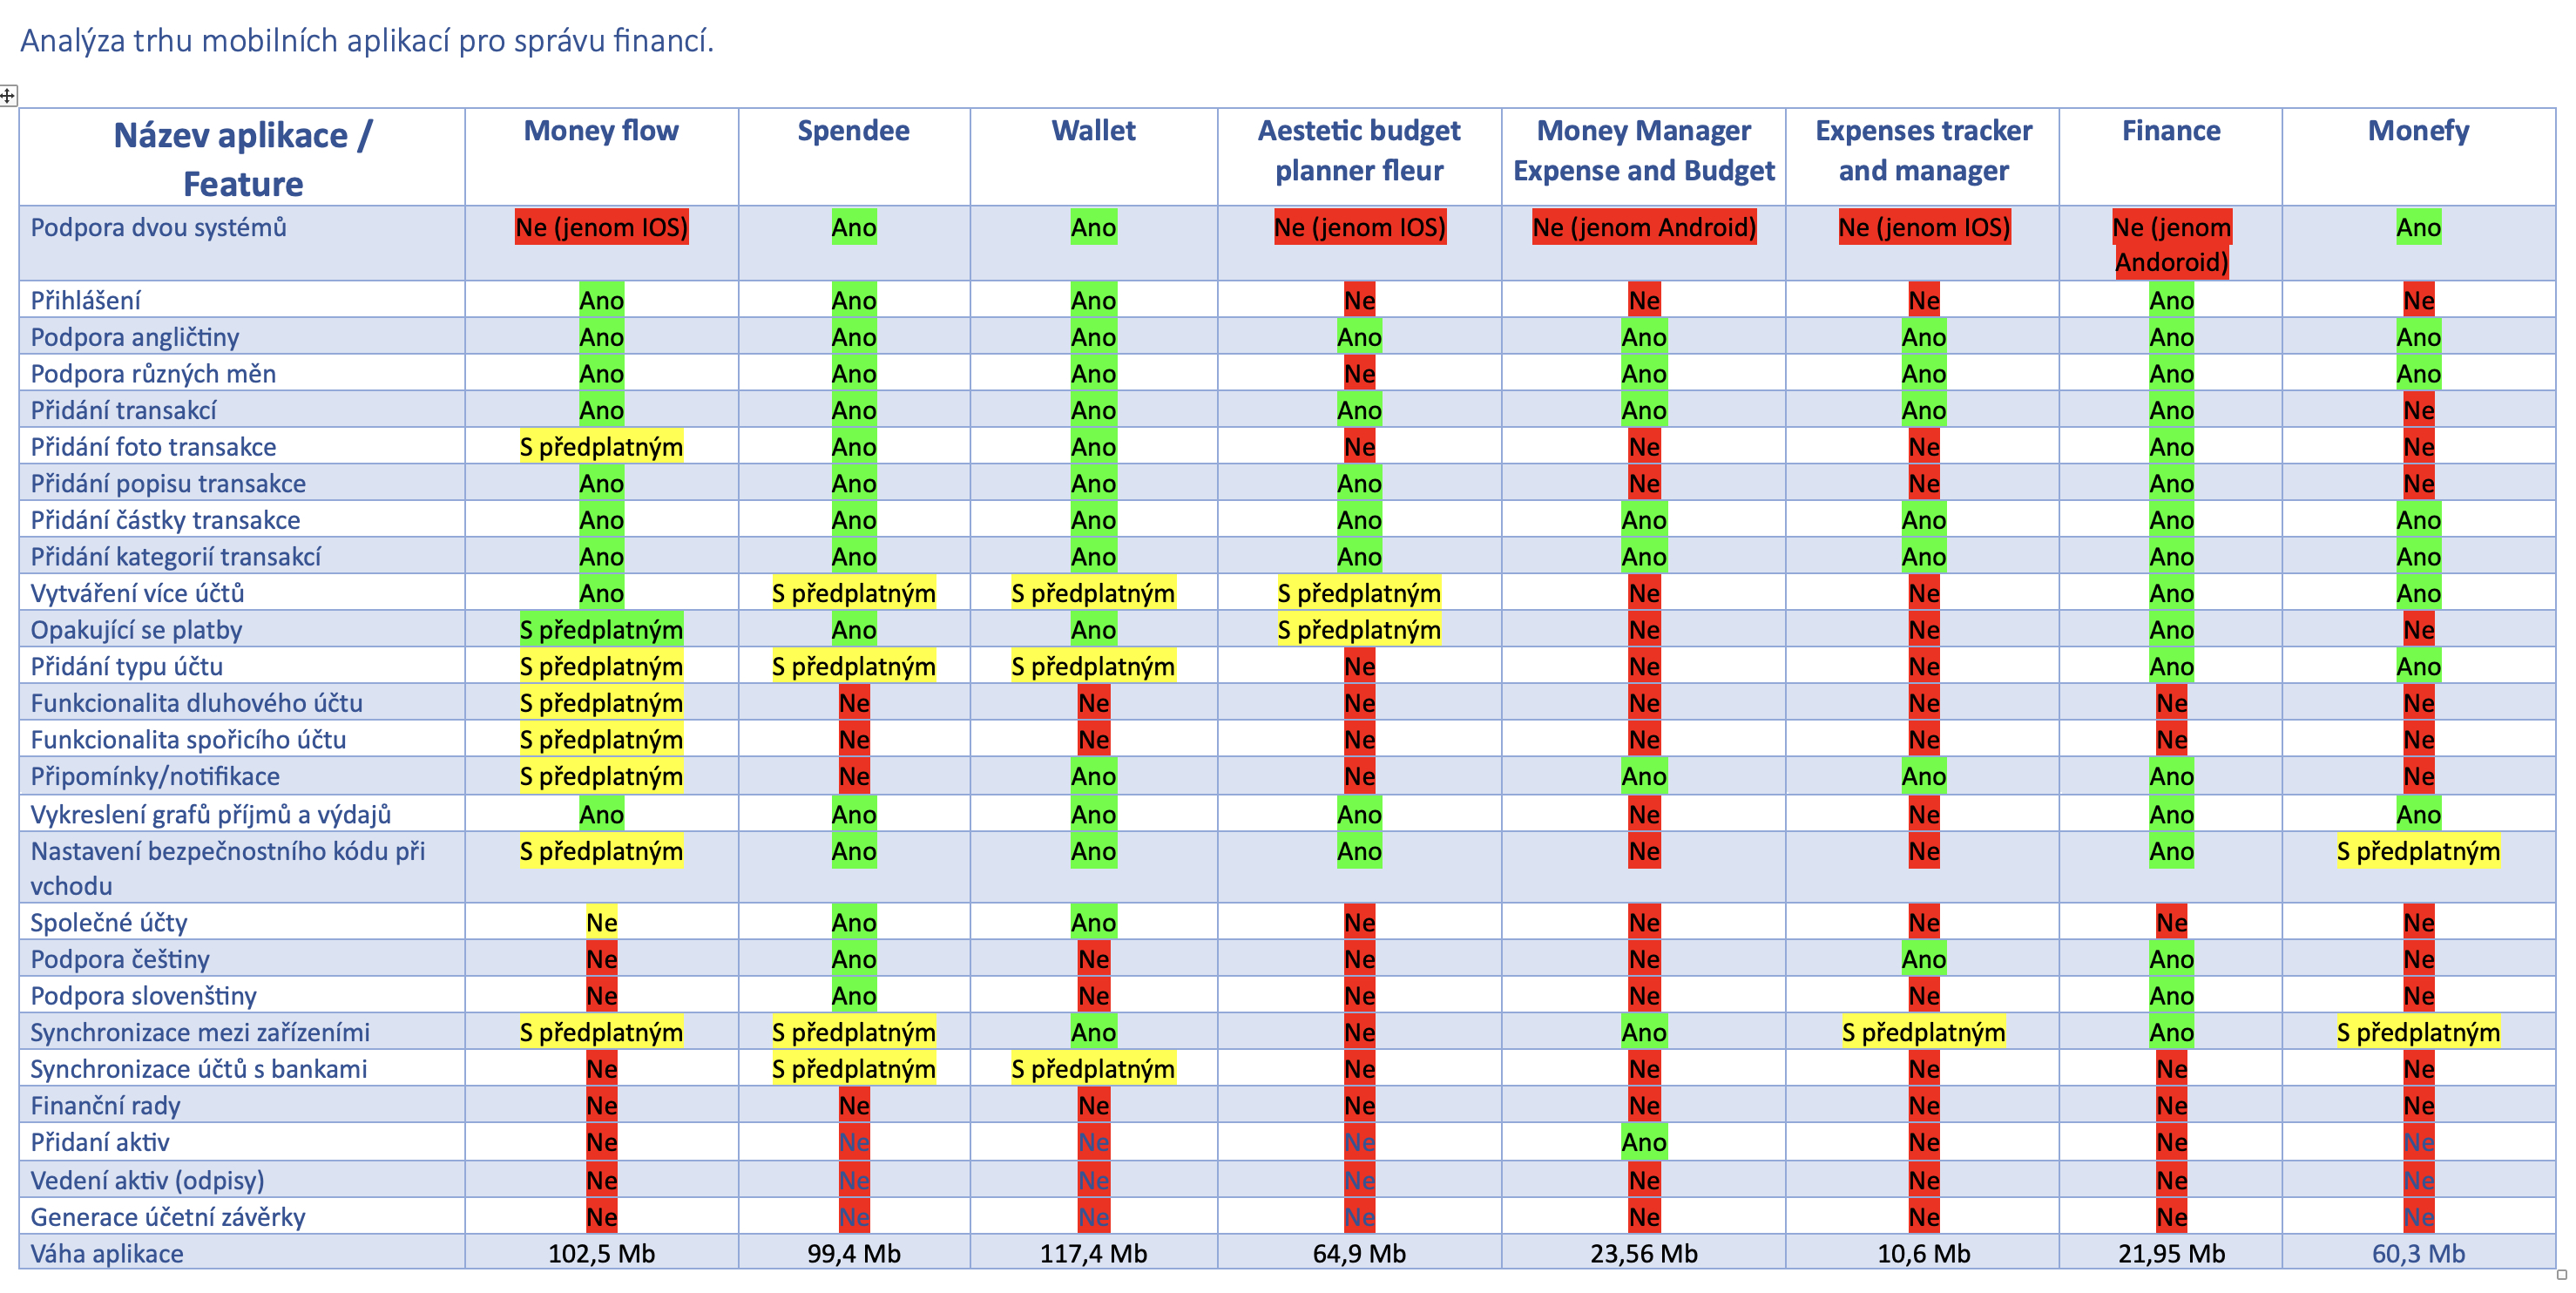 Analýza trhu mobilních aplikací pro správu financí.
Název aplikace / Feature Money flow Spendee Wallet Aestetic budget planner fleur Money Manager Expense and Budget Expenses tracker and manager Finance Monefy
Podpora dvou systémů Ne (jenom IOS) Ano Ano Ne (jenom IOS) Ne (jenom Android) Ne (jenom IOS) Ne (jenom Andoroid) Ano
Přihlášení Ano Ano Ano Ne Ne Ne Ano Ne
Podpora angličtiny Ano Ano Ano Ano Ano Ano Ano Ano
Podpora různých měn Ano Ano Ano Ne Ano Ano Ano Ano
Přidání transakcí Ano Ano Ano Ano Ano Ano Ano Ne
Přidání foto transakce S předplatným Ano Ano Ne Ne Ne Ano Ne
Přidání popisu transakce Ano Ano Ano Ano Ne Ne Ano Ne
Přidání částky transakce Ano Ano Ano Ano Ano Ano Ano Ano
Přidání kategorií transakcí Ano Ano Ano Ano Ano Ano Ano Ano
Vytváření více účtů Ano S předplatným S předplatným S předplatným Ne Ne Ano Ano
Opakující se platby S předplatným Ano Ano S předplatným Ne Ne Ano Ne
Přidání typu účtu S předplatným S předplatným S předplatným Ne Ne Ne Ano Ano
Funkcionalita dluhového účtu S předplatným Ne Ne Ne Ne Ne Ne Ne
Funkcionalita spořicího účtu S předplatným Ne Ne Ne Ne Ne Ne Ne
Připomínky/notifikace S předplatným Ne Ano Ne Ano Ano Ano Ne
Vykreslení grafů příjmů a výdajů Ano Ano Ano Ano Ne Ne Ano Ano
Nastavení bezpečnostního kódu při vchodu S předplatným Ano Ano Ano Ne Ne Ano S předplatným
Společné účty Ne Ano Ano Ne Ne Ne Ne Ne
Podpora češtiny Ne Ano Ne Ne Ne Ano Ano Ne
Podpora slovenštiny Ne Ano Ne Ne Ne Ne Ano Ne
Synchronizace mezi zařízeními S předplatným S předplatným Ano Ne Ano S předplatným Ano S předplatným
Synchronizace účtů s bankami Ne S předplatným S předplatným Ne Ne Ne Ne Ne
Finanční rady Ne Ne Ne Ne Ne Ne Ne Ne
Přidaní aktiv Ne Ne Ne Ne Ano Ne Ne Ne
Vedení aktiv (odpisy) Ne Ne Ne Ne Ne Ne Ne Ne
Generace účetní závěrky Ne Ne Ne Ne Ne Ne Ne Ne
Váha aplikace 102,5 Mb 99,4 Mb 117,4 Mb 64,9 Mb 23,56 Mb 10,6 Mb 21,95 Mb 60,3 Mb